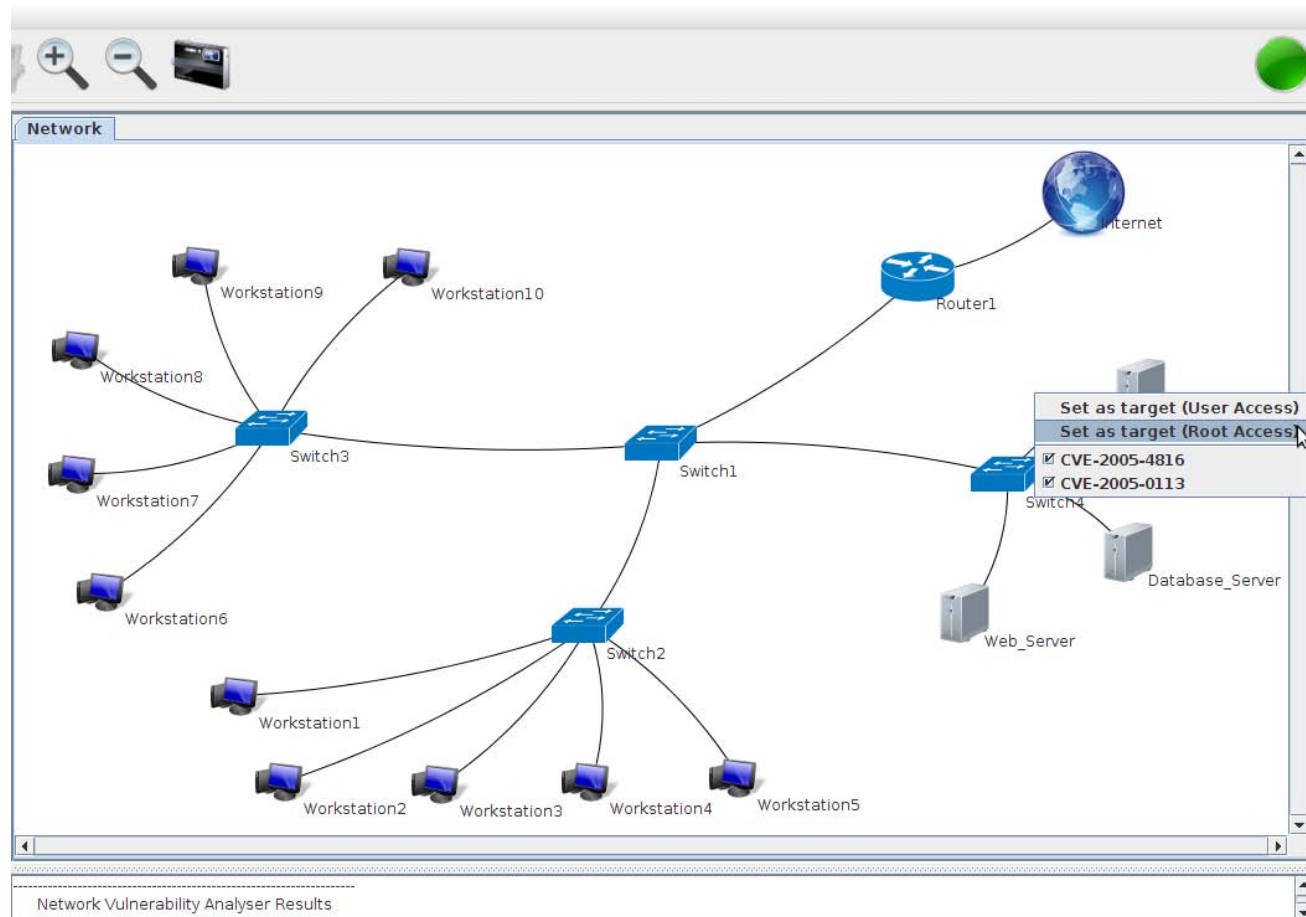 Network
Internet
Router1
Workstation9
Workstation10
Workstation8
Set as target (User Access)
Set as target (Root Access)
CVE-2005-4816
CVE-2005-0113
Switch3
Switch1
Switch4
Workstation7
Database_Server
Workstation6
Web_Server
Switch2
Workstation1
Workstation2
Workstation3
Workstation4
Workstation5
--------------------------------------------------------------------
Network Vulnerability Analyser Results